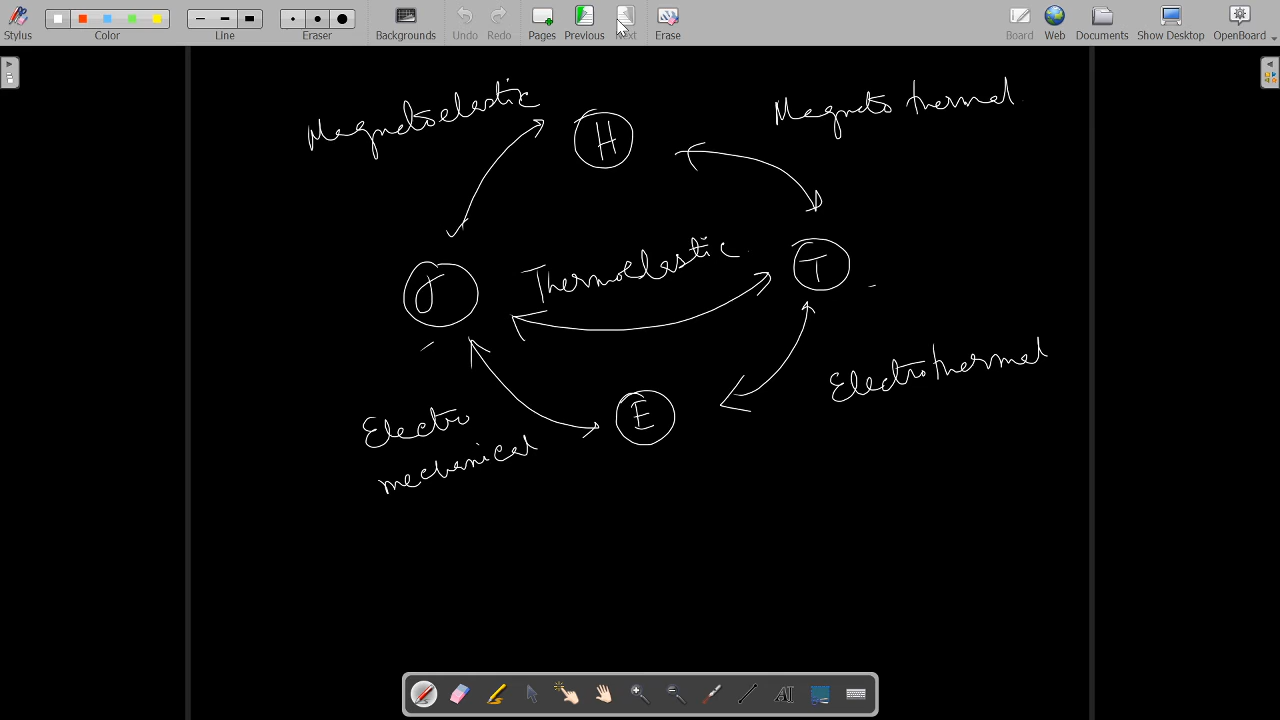 Stylus
Color
Line
Eraser
Backgrounds
Undo
Redo
Pages
Previous
Next
Erase
Board
Web
Documents
Show Desktop
OpenBoard
Magnetoelastic
H
Magneto thermal
Thermoelastic
T
E
Electrothermal
Electro
mechanical
AI